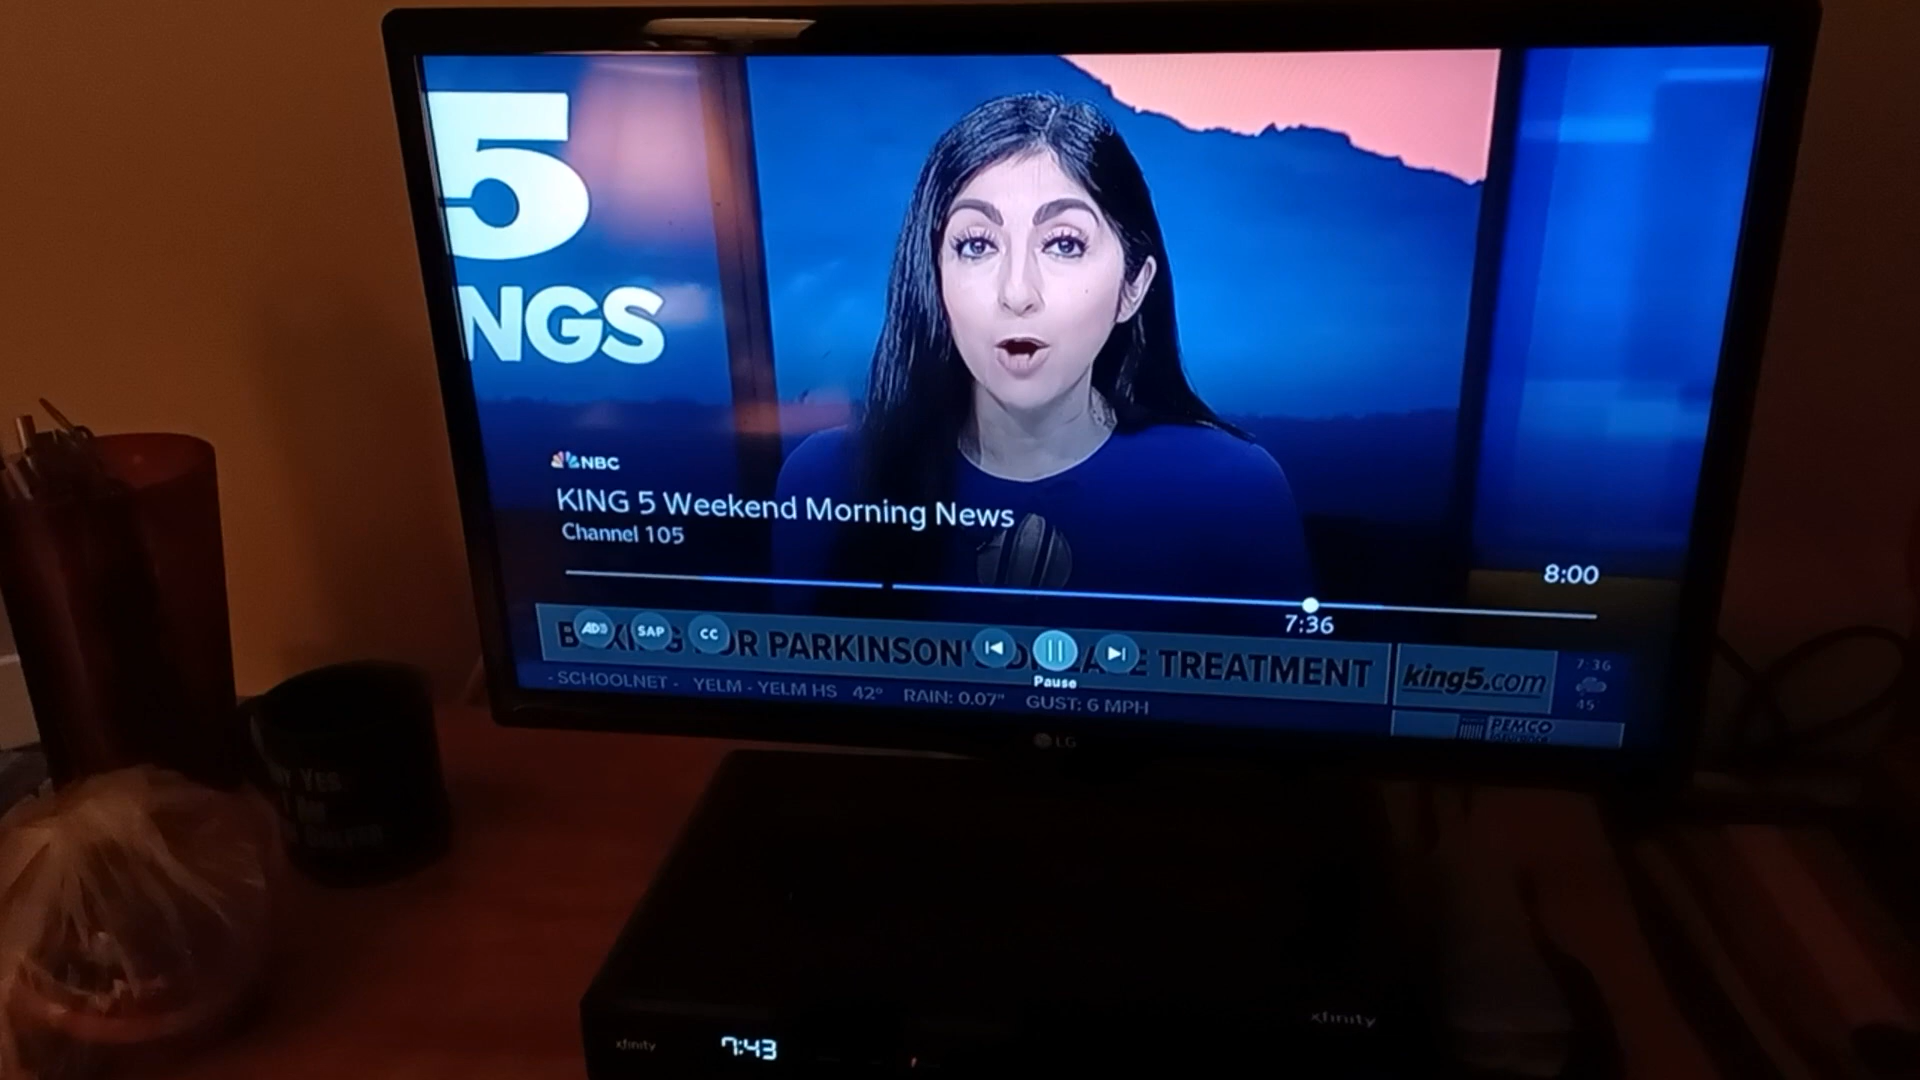 5
NGS
NBC
KING 5 Weekend Morning News
Channel 105
8:00
7:36
AD
SAP
CC
PARKINSON'S
TREATMENT
king5.com
7:36
45
Pause
- SCHOOLNET - YELM - YELM HS 42° RAIN: 0.07" GUST: 6 MPH
PEMCO
LG
YES
xfinity
xfinity
7:43